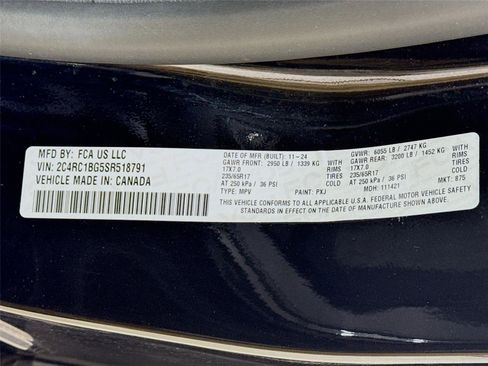 MFD BY: FCA US LLC
VIN: 2C4RC1BG5SR518791
VEHICLE MADE IN: CANADA
DATE OF MFR (BUILT): 11-24 GVWR: 6055 LB / 2747 KG
GAWR FRONT: 2950 LB / 1339 KG WITH GAWR REAR: 3200 LB / 1452 KG WITH
17X7.0 RIMS 17X7.0 RIMS
235/65R17 TIRES 235/65R17 TIRES
AT 250 kPa / 36 PSI COLD AT 250 kPa / 36 PSI COLD
TYPE: MPV PAINT: PXJ MDH: 111421 MKT: 875
THIS VEHICLE CONFORMS TO ALL APPLICABLE U.S.A. FEDERAL MOTOR VEHICLE
SAFETY, BUMPER AND THEFT PREVENTION STANDARDS IN EFFECT ON THE
DATE OF MANUFACTURE SHOWN ABOVE.